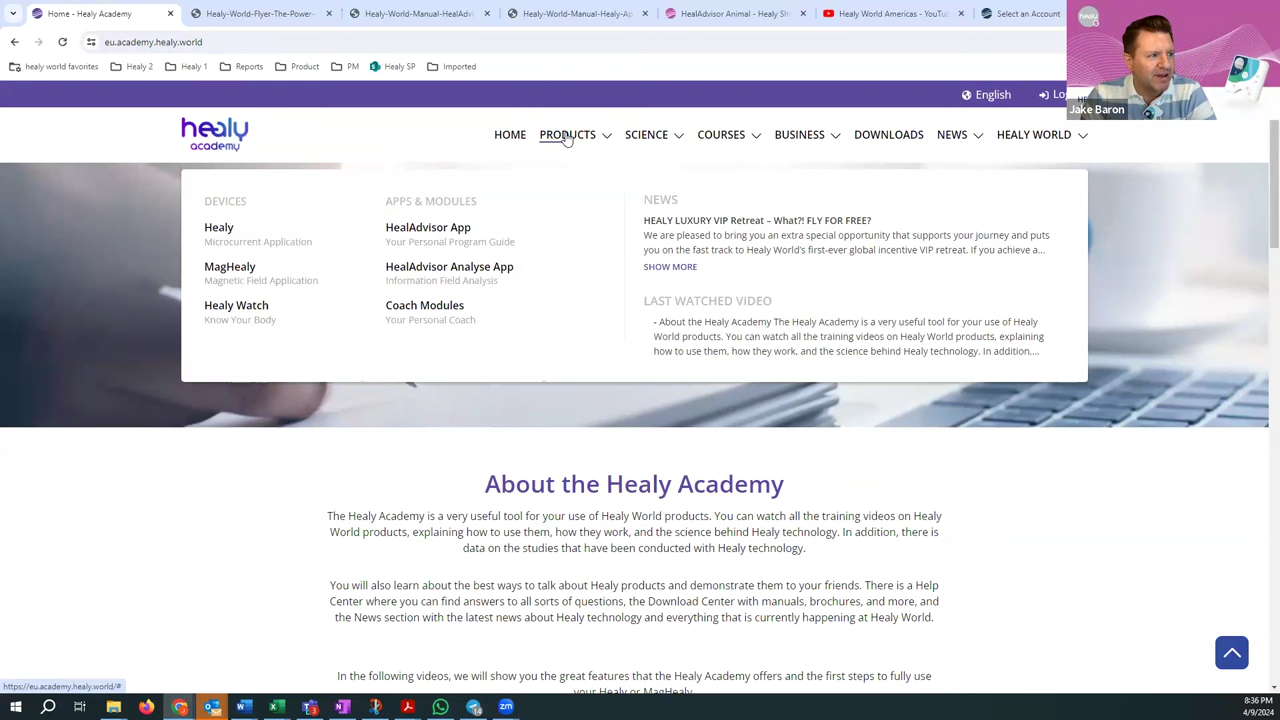 Home - Healy Academy
Healy-World-Flyer-The-Power-
Healy-World-Manual-HealAdvi
Healy-World-Manual-Healy-Ap
HealAdvisor Animal - Healy Sh
Healy World Americas - YouTu
Select an Account
eu.academy.healy.world
healy world favorites
Healy 2
Healy 1
Reports
Product
PM
Healy SP
Imported
healy
Jake Baron
English
healy
academy
HOME
PRODUCTS
SCIENCE
COURSES
BUSINESS
DOWNLOADS
NEWS
HEALY WORLD
DEVICES
Healy
Microcurrent Application
MagHealy
Magnetic Field Application
Healy Watch
Know Your Body
APPS & MODULES
HealAdvisor App
Your Personal Program Guide
HealAdvisor Analyse App
Information Field Analysis
Coach Modules
Your Personal Coach
NEWS
HEALY LUXURY VIP Retreat – What?! FLY FOR FREE?
We are pleased to bring you an extra special opportunity that supports your journey and puts
you on the fast track to Healy World's first-ever global incentive VIP retreat. If you achieve a...
SHOW MORE
LAST WATCHED VIDEO
- About the Healy Academy The Healy Academy is a very useful tool for your use of Healy
World products. You can watch all the training videos on Healy World products, explaining
how to use them, how they work, and the science behind Healy technology. In addition,...
About the Healy Academy
The Healy Academy is a very useful tool for your use of Healy World products. You can watch all the training videos on Healy
World products, explaining how to use them, how they work, and the science behind Healy technology. In addition, there is
data on the studies that have been conducted with Healy technology.
You will also learn about the best ways to talk about Healy products and demonstrate them to your friends. There is a Help
Center where you can find answers to all sorts of questions, the Download Center with manuals, brochures, and more, and
the News section with the latest news about Healy technology and everything that is currently happening at Healy World.
In the following videos, we will show you the great features that the Healy Academy offers and the first steps to fully use
your Healy or MagHealy.
https://eu.academy.healy.world/#
8:36 PM
4/9/2024